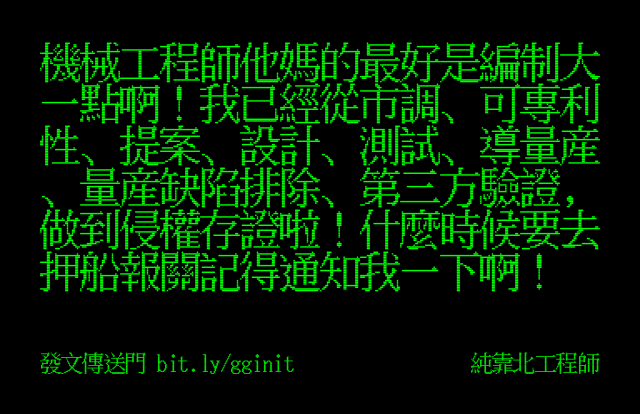 機械工程師他媽的最好是編制大
一點啊！我已經從市調、可專利
性、提案、設計、測試、導量産
、量産缺陷排除、第三方驗證，
做到侵權存證啦！什麼時候要去
押船報關記得通知我一下啊！
發文傳送門 bit.ly/gginit
純靠北工程師